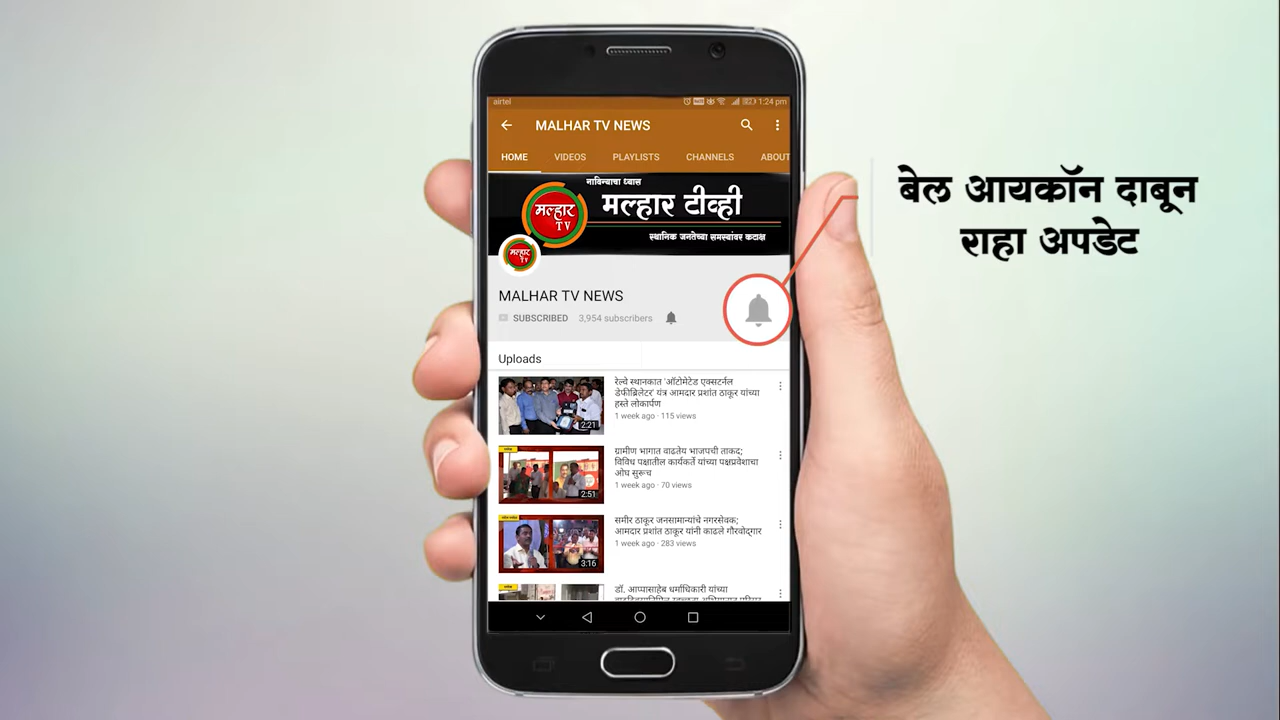 airtel
1:24 pm
MALHAR TV NEWS
HOME VIDEOS PLAYLISTS CHANNELS ABOUT
नाविन्याचा ध्यास
मल्हार टीव्ही
स्थानिक जनतेच्या समस्यांवर कटाक्ष
मल्हार
TV
मल्हार
TV
MALHAR TV NEWS
SUBSCRIBED 3,954 subscribers
बेल आयकॉन दाबून
राहा अपडेट
Uploads
रेल्वे स्थानकात 'ऑटोमेटेड एक्सटर्नल
डेफीब्रिलेटर' यंत्र आमदार प्रशांत ठाकूर यांच्या
हस्ते लोकार्पण
1 week ago · 115 views
2:21
ग्रामीण भागात वाढतेय भाजपची ताकद;
विविध पक्षातील कार्यकर्ते यांच्या पक्षप्रवेशाचा
ओघ सुरूच
1 week ago · 70 views
2:51
समीर ठाकूर जनसामान्यांचे नगरसेवक;
आमदार प्रशांत ठाकूर यांनी काढले गौरवोद्गार
1 week ago · 283 views
3:16
डॉ. आप्पासाहेब धर्माधिकारी यांच्या